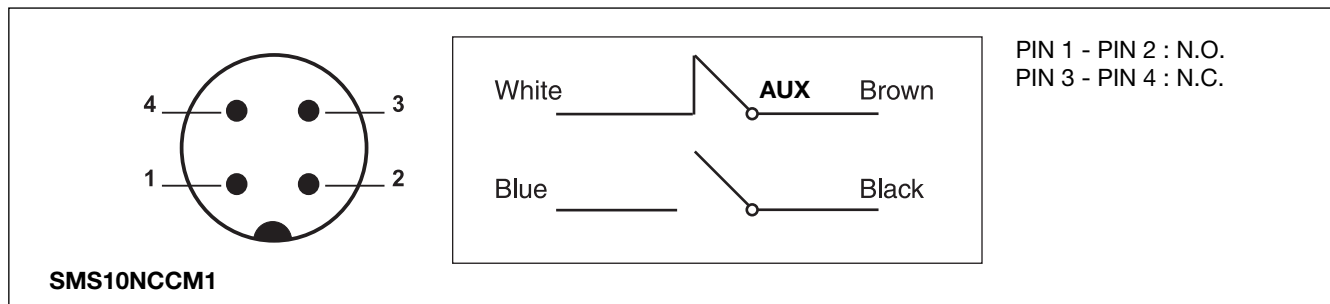 4
3
1
2
White
AUX
Brown
Blue
Black
PIN 1 - PIN 2 : N.O.
PIN 3 - PIN 4 : N.C.
SMS10NCCM1